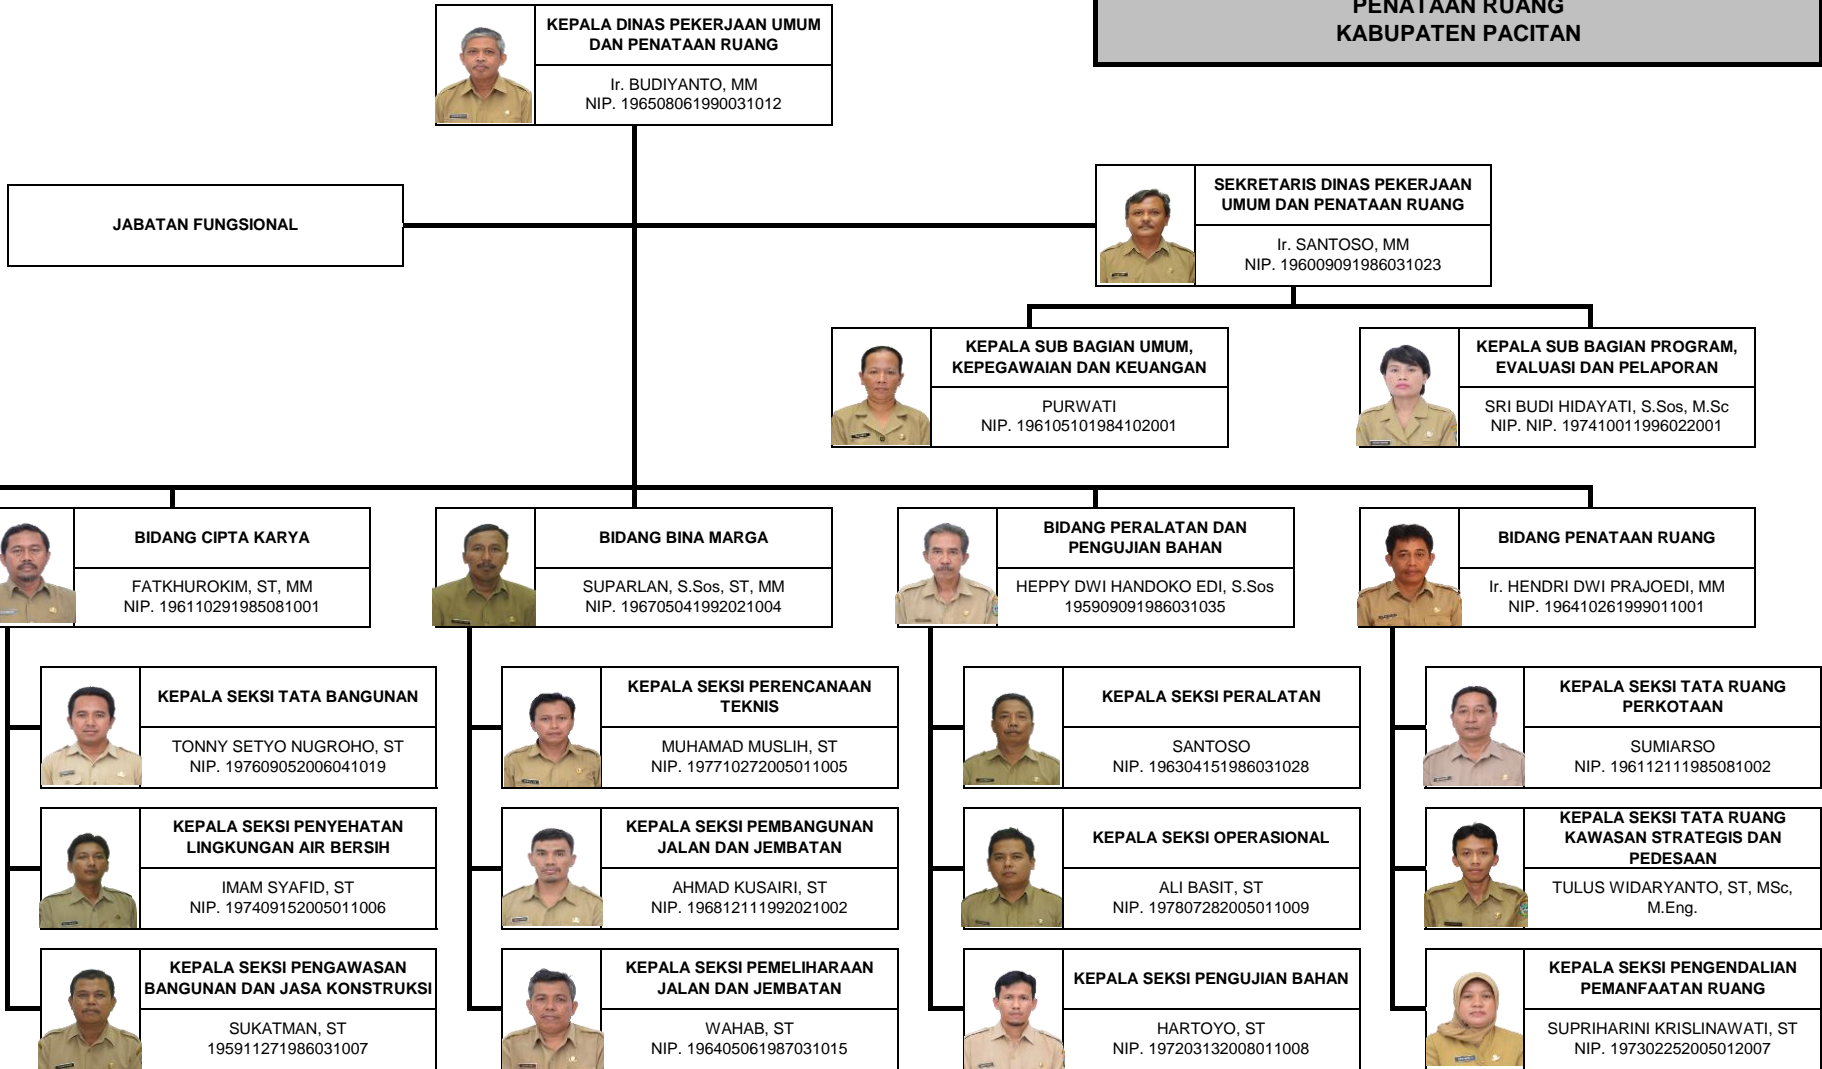 PENATAAN RUANG
KABUPATEN PACITAN
KEPALA DINAS PEKERJAAN UMUM
DAN PENATAAN RUANG
Ir. BUDIYANTO, MM
NIP. 196508061990031012
JABATAN FUNGSIONAL
SEKRETARIS DINAS PEKERJAAN
UMUM DAN PENATAAN RUANG
Ir. SANTOSO, MM
NIP. 196009091986031023
KEPALA SUB BAGIAN UMUM,
KEPEGAWAIAN DAN KEUANGAN
PURWATI
NIP. 196105101984102001
KEPALA SUB BAGIAN PROGRAM,
EVALUASI DAN PELAPORAN
SRI BUDI HIDAYATI, S.Sos, M.Sc
NIP. NIP. 197410011996022001
BIDANG CIPTA KARYA
FATKHUROKIM, ST, MM
NIP. 196110291985081001
BIDANG BINA MARGA
SUPARLAN, S.Sos, ST, MM
NIP. 196705041992021004
BIDANG PERALATAN DAN
PENGUJIAN BAHAN
HEPPY DWI HANDOKO EDI, S.Sos
195909091986031035
BIDANG PENATAAN RUANG
Ir. HENDRI DWI PRAJOEDI, MM
NIP. 196410261999011001
KEPALA SEKSI TATA BANGUNAN
TONNY SETYO NUGROHO, ST
NIP. 197609052006041019
KEPALA SEKSI PERENCANAAN
TEKNIS
MUHAMAD MUSLIH, ST
NIP. 197710272005011005
KEPALA SEKSI PERALATAN
SANTOSO
NIP. 196304151986031028
KEPALA SEKSI TATA RUANG
PERKOTAAN
SUMIARSO
NIP. 196112111985081002
KEPALA SEKSI PENYEHATAN
LINGKUNGAN AIR BERSIH
IMAM SYAFID, ST
NIP. 197409152005011006
KEPALA SEKSI PEMBANGUNAN
JALAN DAN JEMBATAN
AHMAD KUSAIRI, ST
NIP. 196812111992021002
KEPALA SEKSI OPERASIONAL
ALI BASIT, ST
NIP. 197807282005011009
KEPALA SEKSI TATA RUANG
KAWASAN STRATEGIS DAN
PEDESAAN
TULUS WIDARYANTO, ST, MSc,
M.Eng.
KEPALA SEKSI PENGAWASAN
BANGUNAN DAN JASA KONSTRUKSI
SUKATMAN, ST
195911271986031007
KEPALA SEKSI PEMELIHARAAN
JALAN DAN JEMBATAN
WAHAB, ST
NIP. 196405061987031015
KEPALA SEKSI PENGUJIAN BAHAN
HARTOYO, ST
NIP. 197203132008011008
KEPALA SEKSI PENGENDALIAN
PEMANFAATAN RUANG
SUPRIHARINI KRISLINAWATI, ST
NIP. 197302252005012007